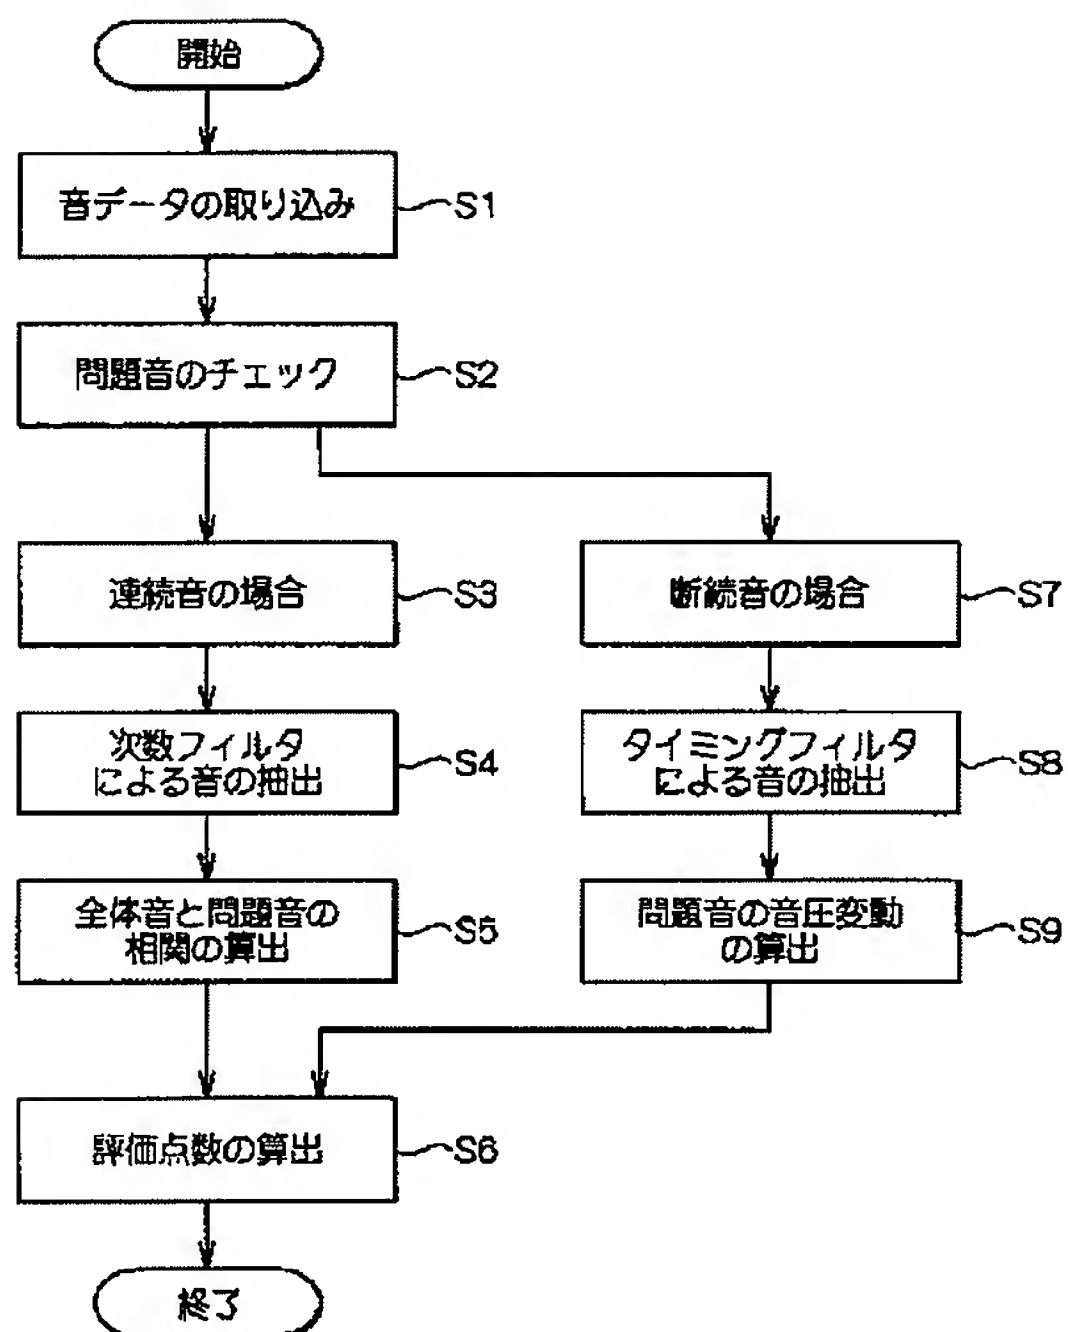 開始
音データの取り込み
S1
問題音のチェック
S2
連続音の場合
S3
断続音の場合
S7
次数フィルタ
による音の抽出
S4
タイミングフィルタ
による音の抽出
S8
全体音と問題音の
相関の算出
S5
問題音の音圧変動
の算出
S9
評価点数の算出
S6
終了